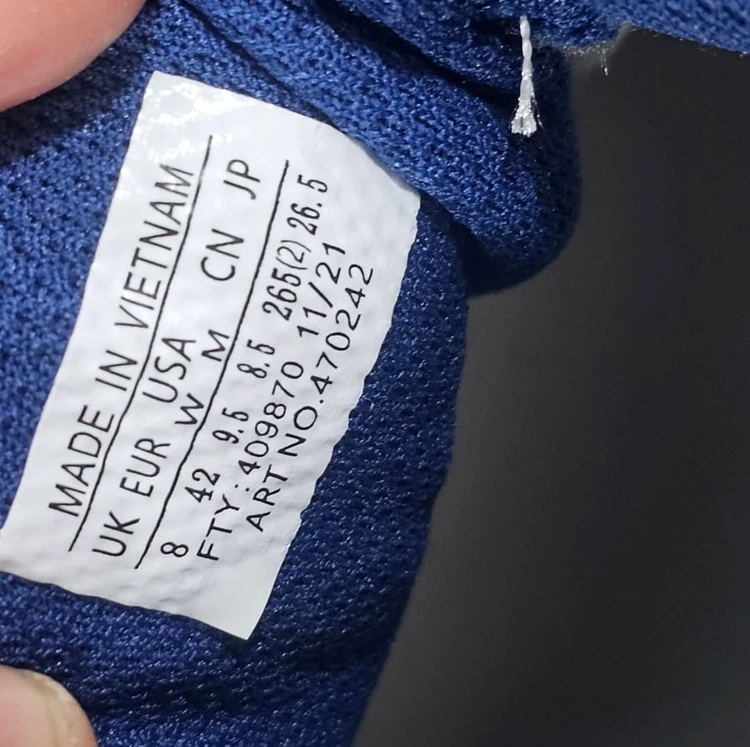 MADE IN VIETNAM
UK EUR USA CN JP
W M
8 42 9.5 8.5 265(2) 26.5
FTY: 409870 11/21
ART NO.470242